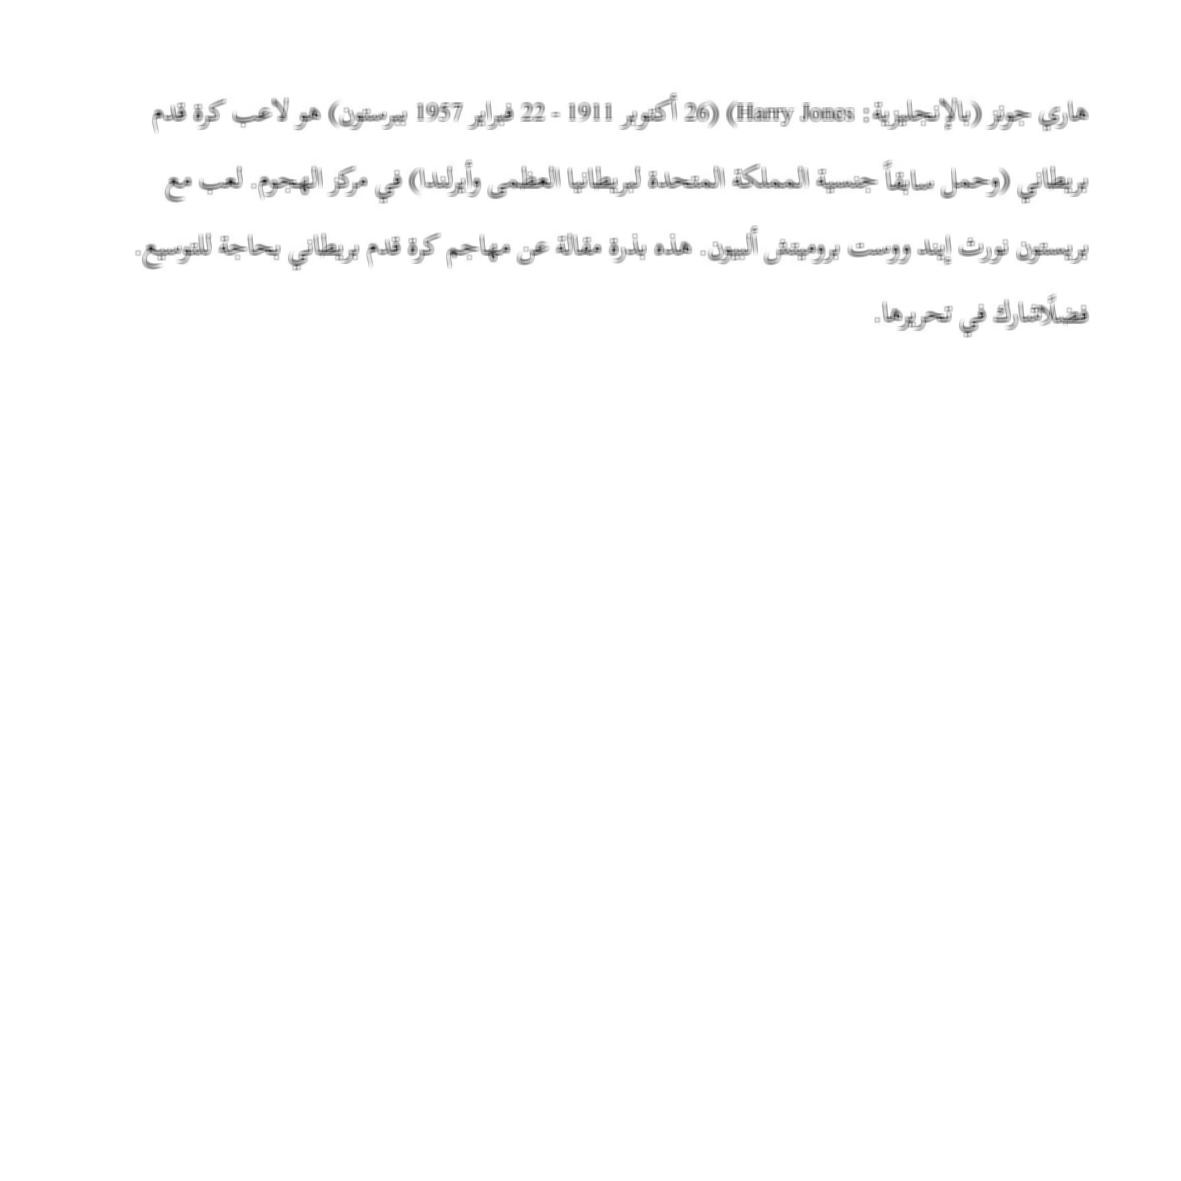 هاري جونز (بالإنجليزية: Harry Jones) (26 أكتوبر 1911 - 22 فبراير 1957 ببرستون) هو لاعب كرة قدم
بريطاني (وحمل سابقاً جنسية المملكة المتحدة لبريطانيا العظمى وأيرلندا) في مركز الهجوم. لعب مع
بريستون نورث إيند ووست بروميتش ألبيون. هذه بذرة مقالة عن مهاجم كرة قدم بريطاني بحاجة للتوسيع.
فضلًاشارك في تحريرها.